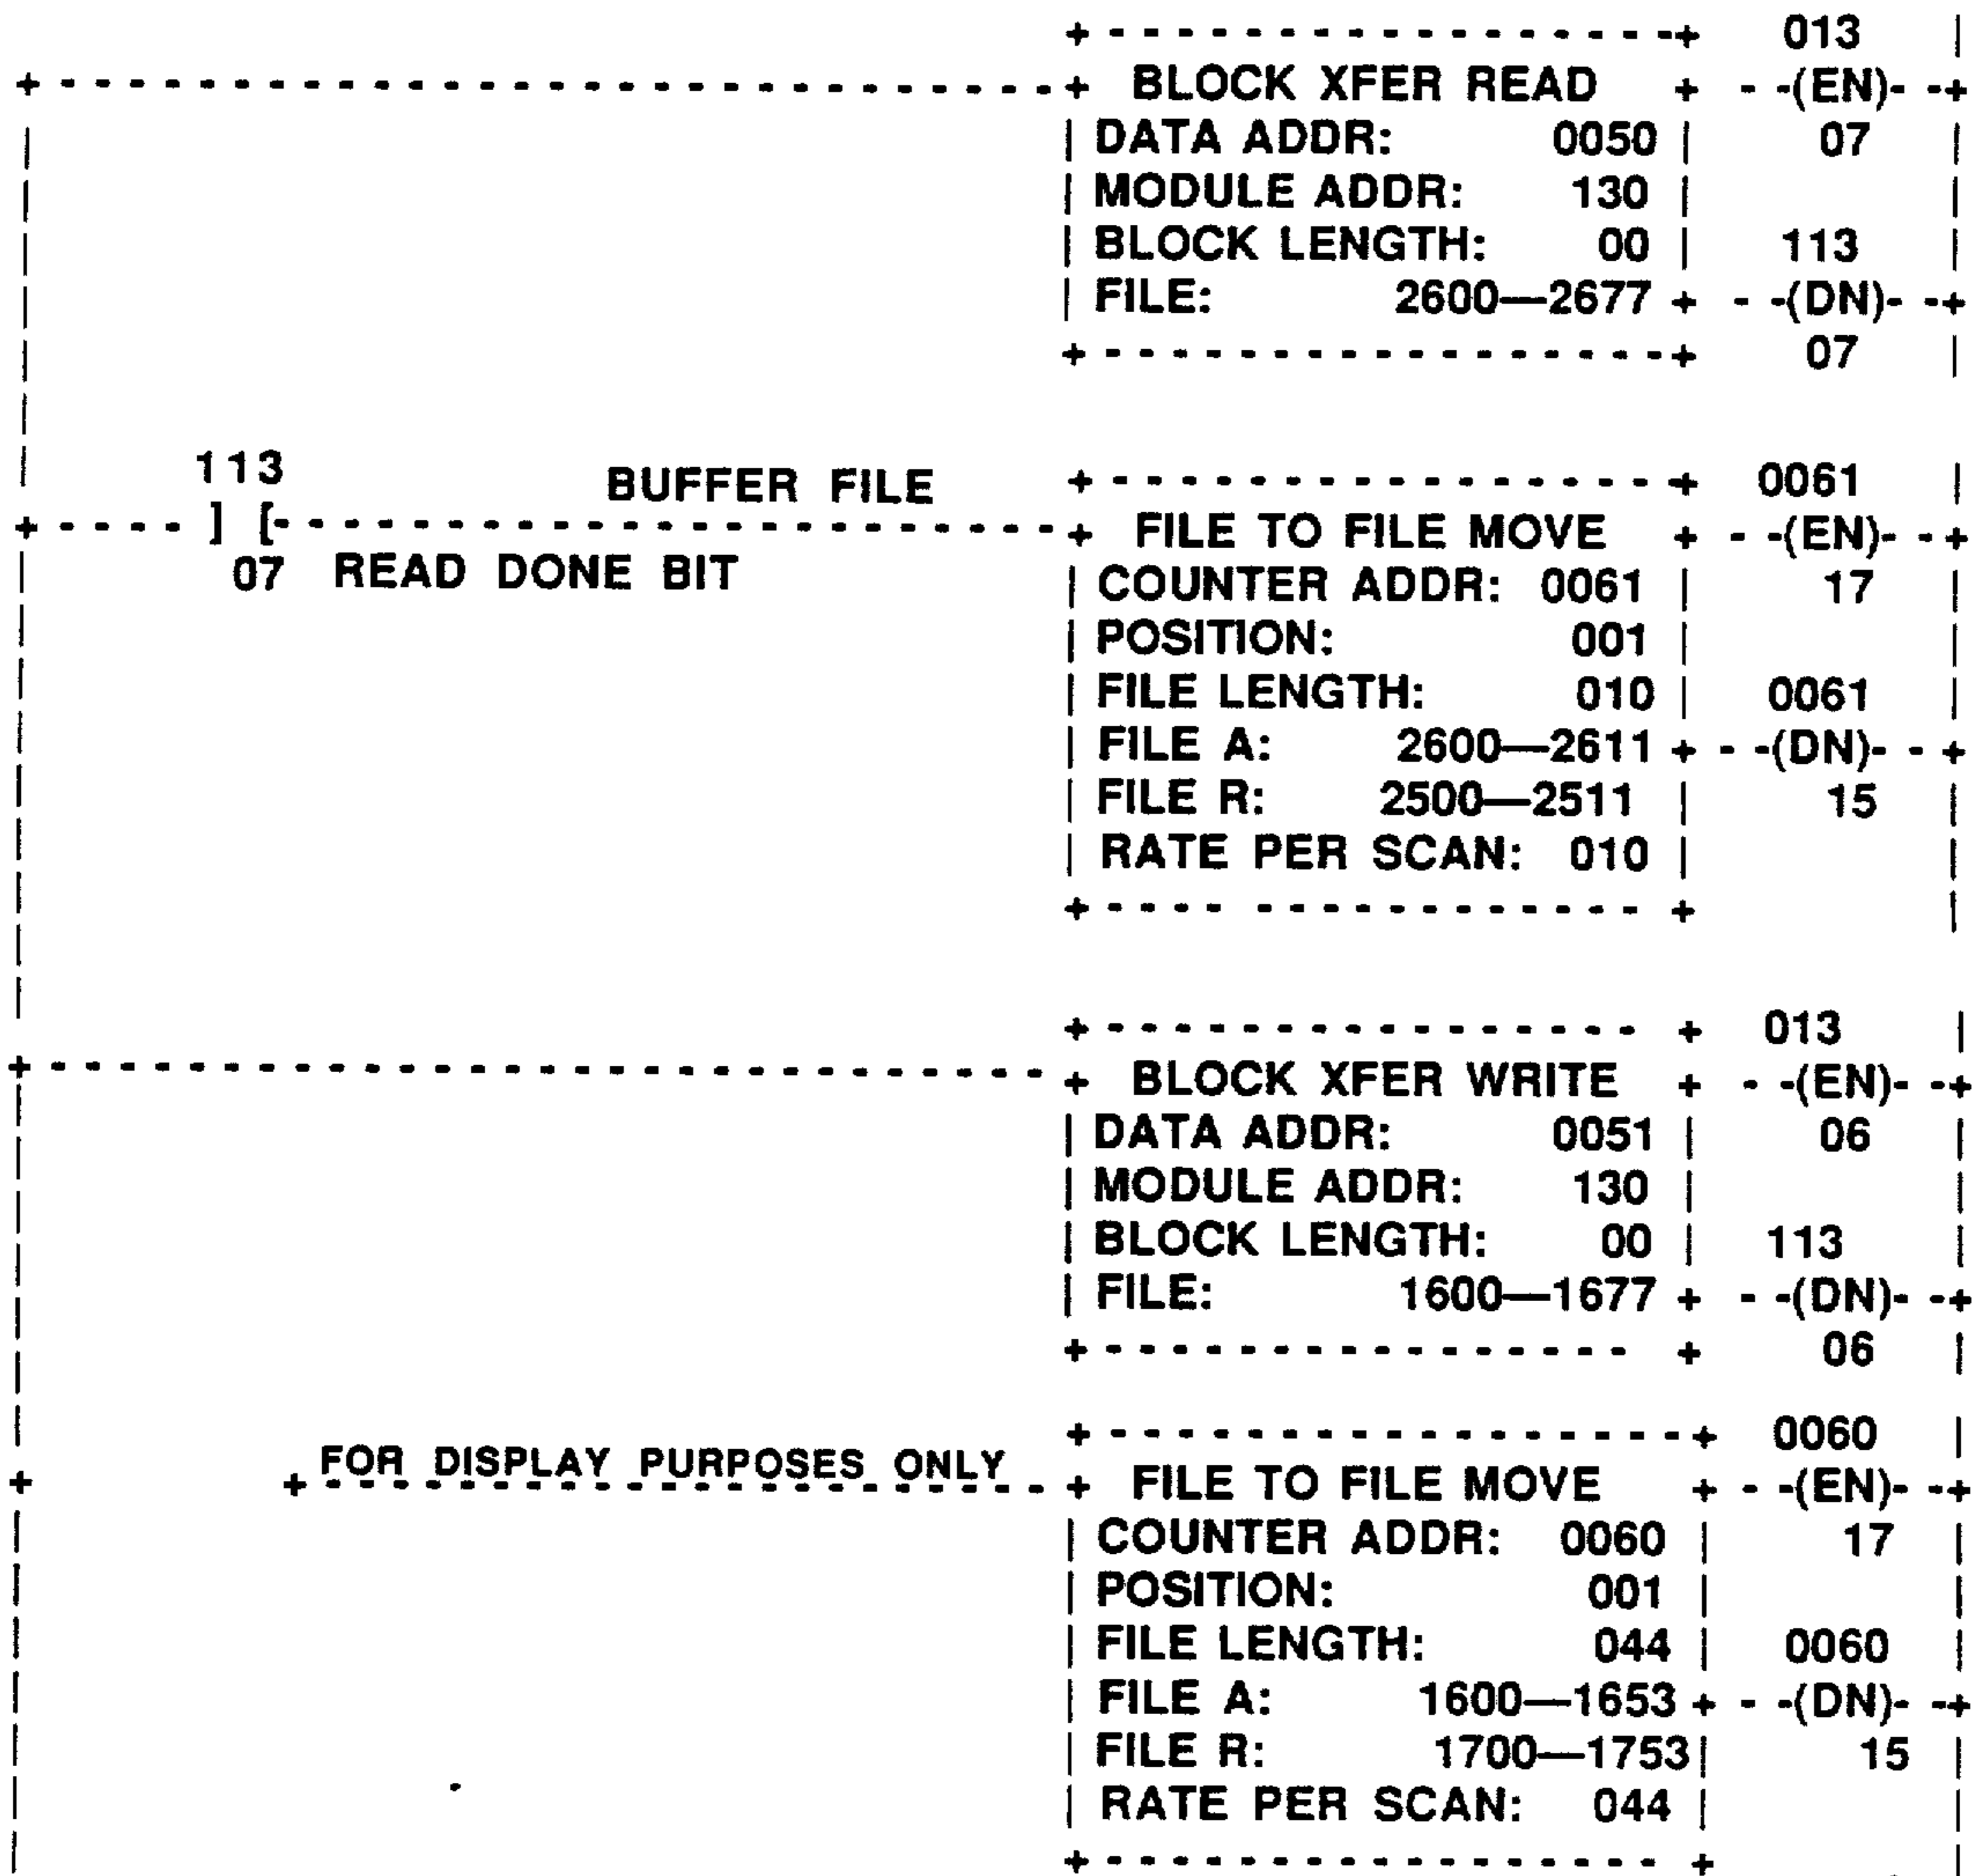 013
BLOCK XFER READ -(EN)-
DATA ADDR: 0050 07
MODULE ADDR: 130
BLOCK LENGTH: 00 113
FILE: 2600—2677 -(DN)-
07
113 BUFFER FILE 0061
] [ FILE TO FILE MOVE -(EN)-
07 READ DONE BIT COUNTER ADDR: 0061 17
POSITION: 001
FILE LENGTH: 010 0061
FILE A: 2600—2611 -(DN)-
FILE R: 2500—2511 15
RATE PER SCAN: 010
013
BLOCK XFER WRITE -(EN)-
DATA ADDR: 0051 06
MODULE ADDR: 130
BLOCK LENGTH: 00 113
FILE: 1600—1677 -(DN)-
06
FOR DISPLAY PURPOSES ONLY 0060
FILE TO FILE MOVE -(EN)-
COUNTER ADDR: 0060 17
POSITION: 001
FILE LENGTH: 044 0060
FILE A: 1600—1653 -(DN)-
FILE R: 1700—1753 15
RATE PER SCAN: 044